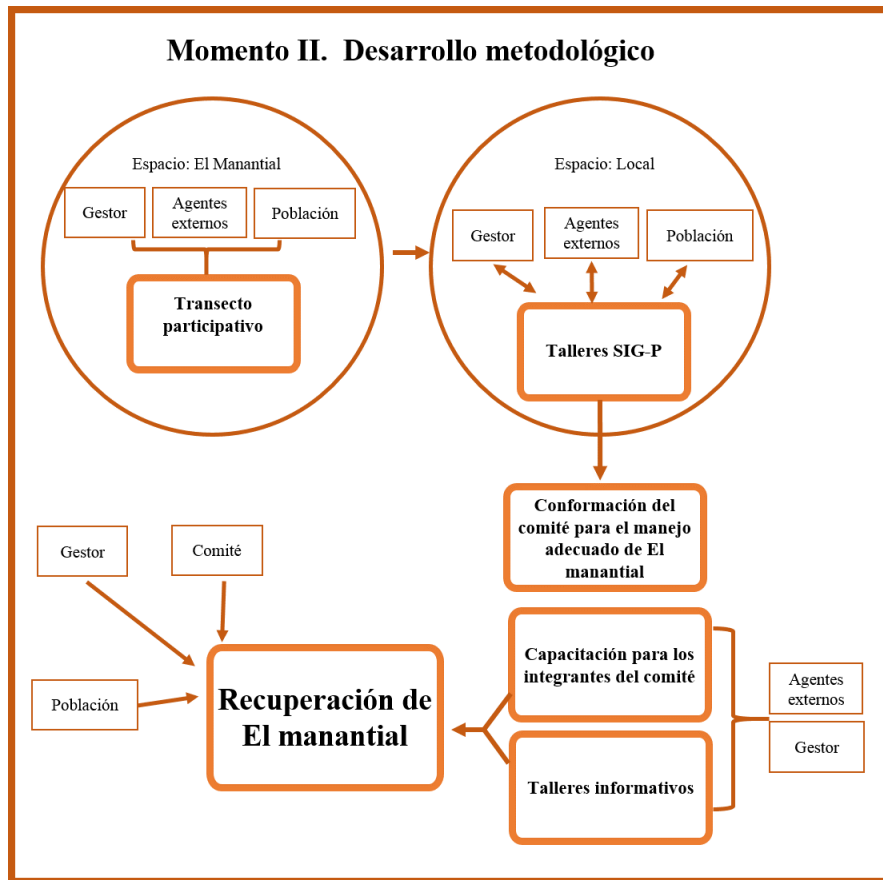 Momento II.  Desarrollo metodológico
Espacio: El Manantial
Gestor
Agentes
externos
Población
Transecto
participativo
Espacio: Local
Gestor
Agentes
externos
Población
Talleres SIG-P
Conformación del
comité para el manejo
adecuado de El
manantial
Gestor
Comité
Población
Recuperación de
El manantial
Capacitación para los
integrantes del comité
Talleres informativos
Agentes
externos
Gestor